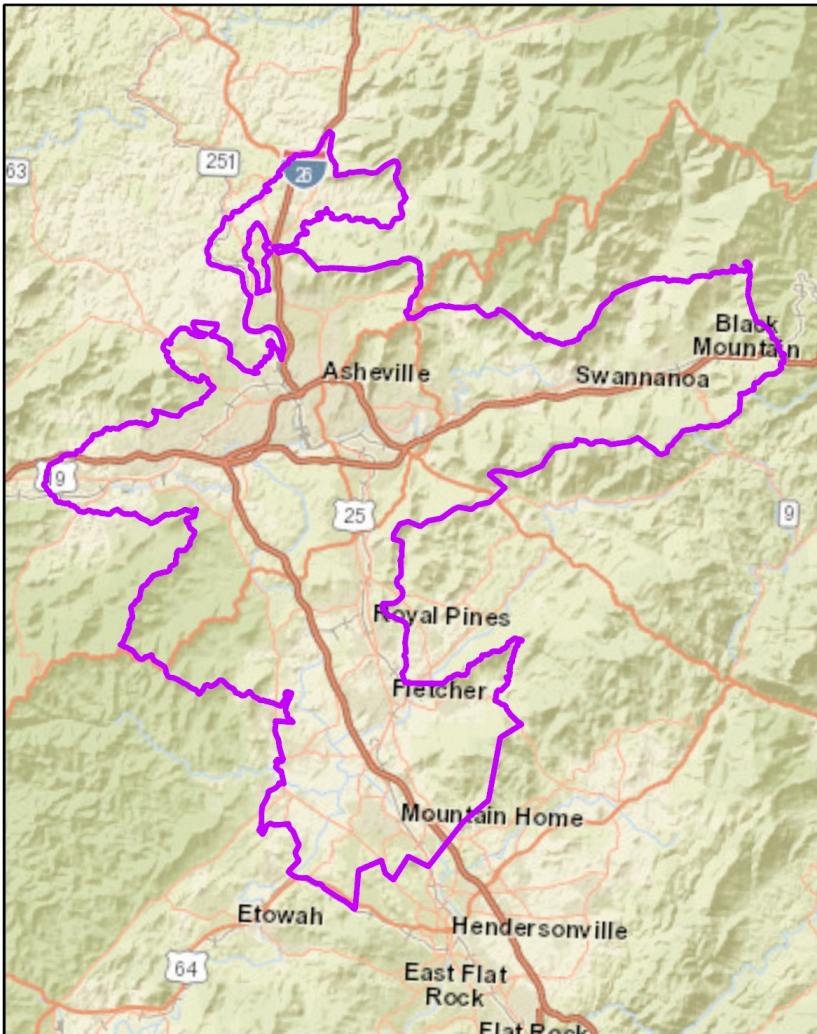 251
63
26
Black
Mountain
Asheville
Swannanoa
9
25
9
Royal Pines
Fletcher
Mountain Home
Etowah
Hendersonville
64
East Flat
Rock
Flat Rock